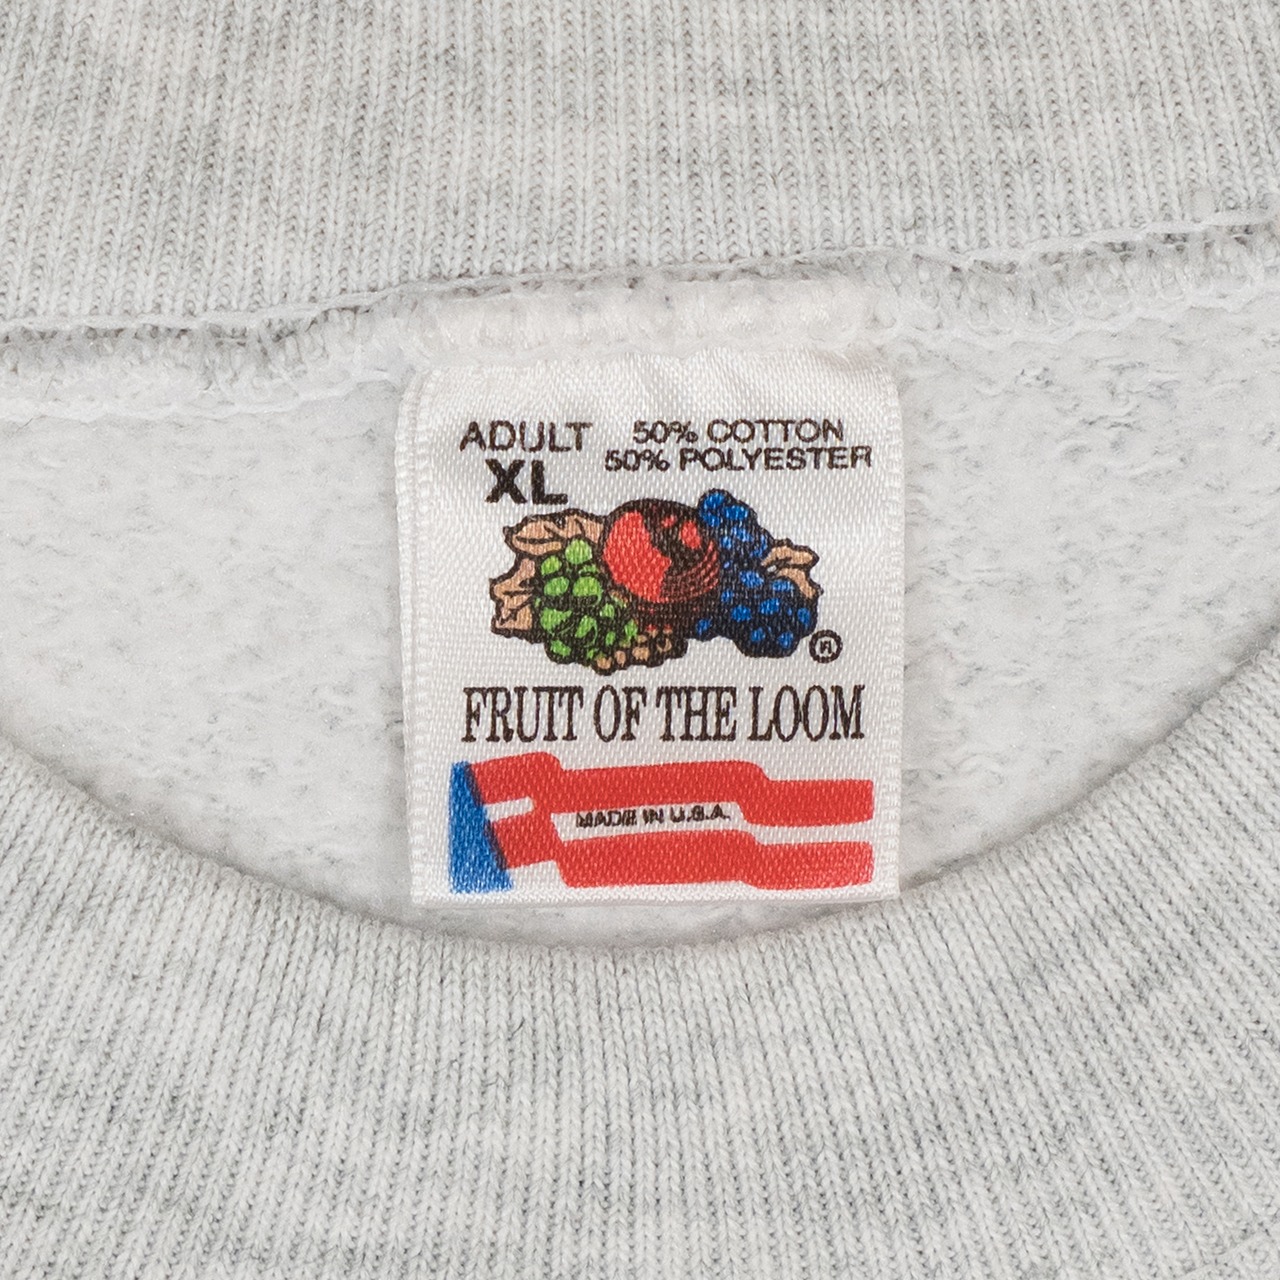 ADULT
XL
50% COTTON
50% POLYESTER
®
FRUIT OF THE LOOM
MADE IN U.S.A.